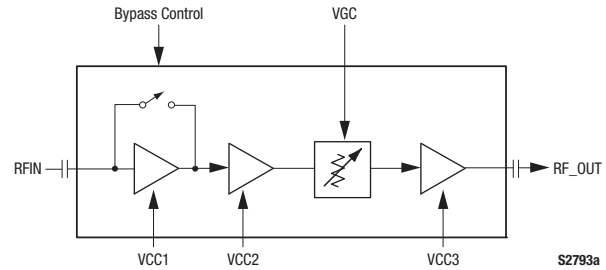 Bypass Control
VGC
RFIN
RF_OUT
VCC1
VCC2
VCC3
S2793a